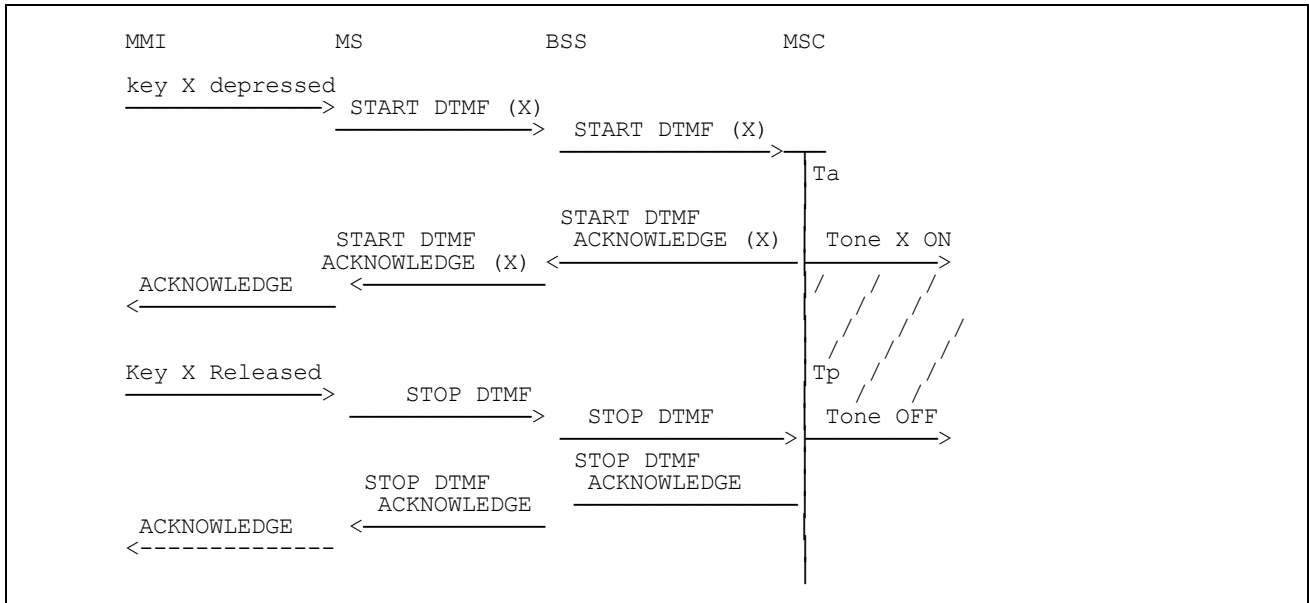 MMI MS BSS MSC
key X depressed
START DTMF (X)
START DTMF (X)
Ta
START DTMF
START DTMF ACKNOWLEDGE (X) Tone X ON
ACKNOWLEDGE (X)
ACKNOWLEDGE
Key X Released Tp
STOP DTMF
STOP DTMF Tone OFF
STOP DTMF
STOP DTMF ACKNOWLEDGE
ACKNOWLEDGE
ACKNOWLEDGE